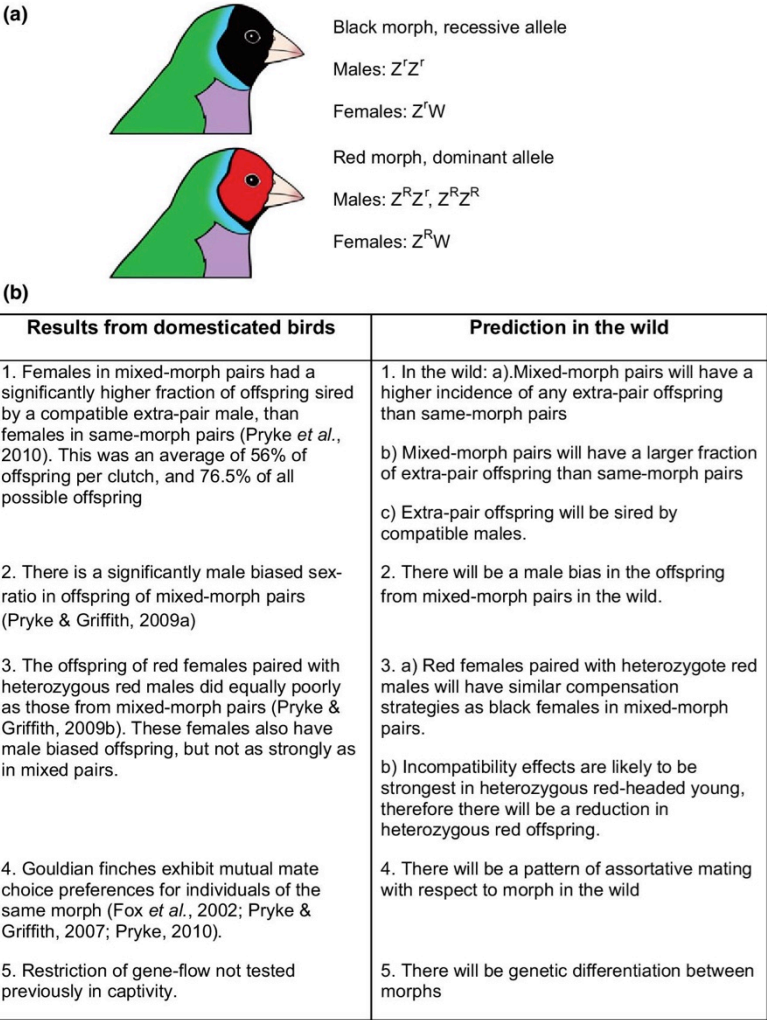 (a)
Black morph, recessive allele
Males: ZʳZʳ
Females: ZʳW
Red morph, dominant allele
Males: ZᴿZʳ, ZᴿZᴿ
Females: ZᴿW
(b)
Results from domesticated birds
1. Females in mixed-morph pairs had a
significantly higher fraction of offspring sired
by a compatible extra-pair male, than
females in same-morph pairs (Pryke et al.,
2010). This was an average of 56% of
offspring per clutch, and 76.5% of all
possible offspring
2. There is a significantly male biased sex-
ratio in offspring of mixed-morph pairs
(Pryke & Griffith, 2009a)
3. The offspring of red females paired with
heterozygous red males did equally poorly
as those from mixed-morph pairs (Pryke &
Griffith, 2009b). These females also have
male biased offspring, but not as strongly as
in mixed pairs.
4. Gouldian finches exhibit mutual mate
choice preferences for individuals of the
same morph (Fox et al., 2002; Pryke &
Griffith, 2007; Pryke, 2010).
5. Restriction of gene-flow not tested
previously in captivity.
Prediction in the wild
1. In the wild: a).Mixed-morph pairs will have a
higher incidence of any extra-pair offspring
than same-morph pairs
b) Mixed-morph pairs will have a larger fraction
of extra-pair offspring than same-morph pairs
c) Extra-pair offspring will be sired by
compatible males.
2. There will be a male bias in the offspring
from mixed-morph pairs in the wild.
3. a) Red females paired with heterozygote red
males will have similar compensation
strategies as black females in mixed-morph
pairs.
b) Incompatibility effects are likely to be
strongest in heterozygous red-headed young,
therefore there will be a reduction in
heterozygous red offspring.
4. There will be a pattern of assortative mating
with respect to morph in the wild
5. There will be genetic differentiation between
morphs